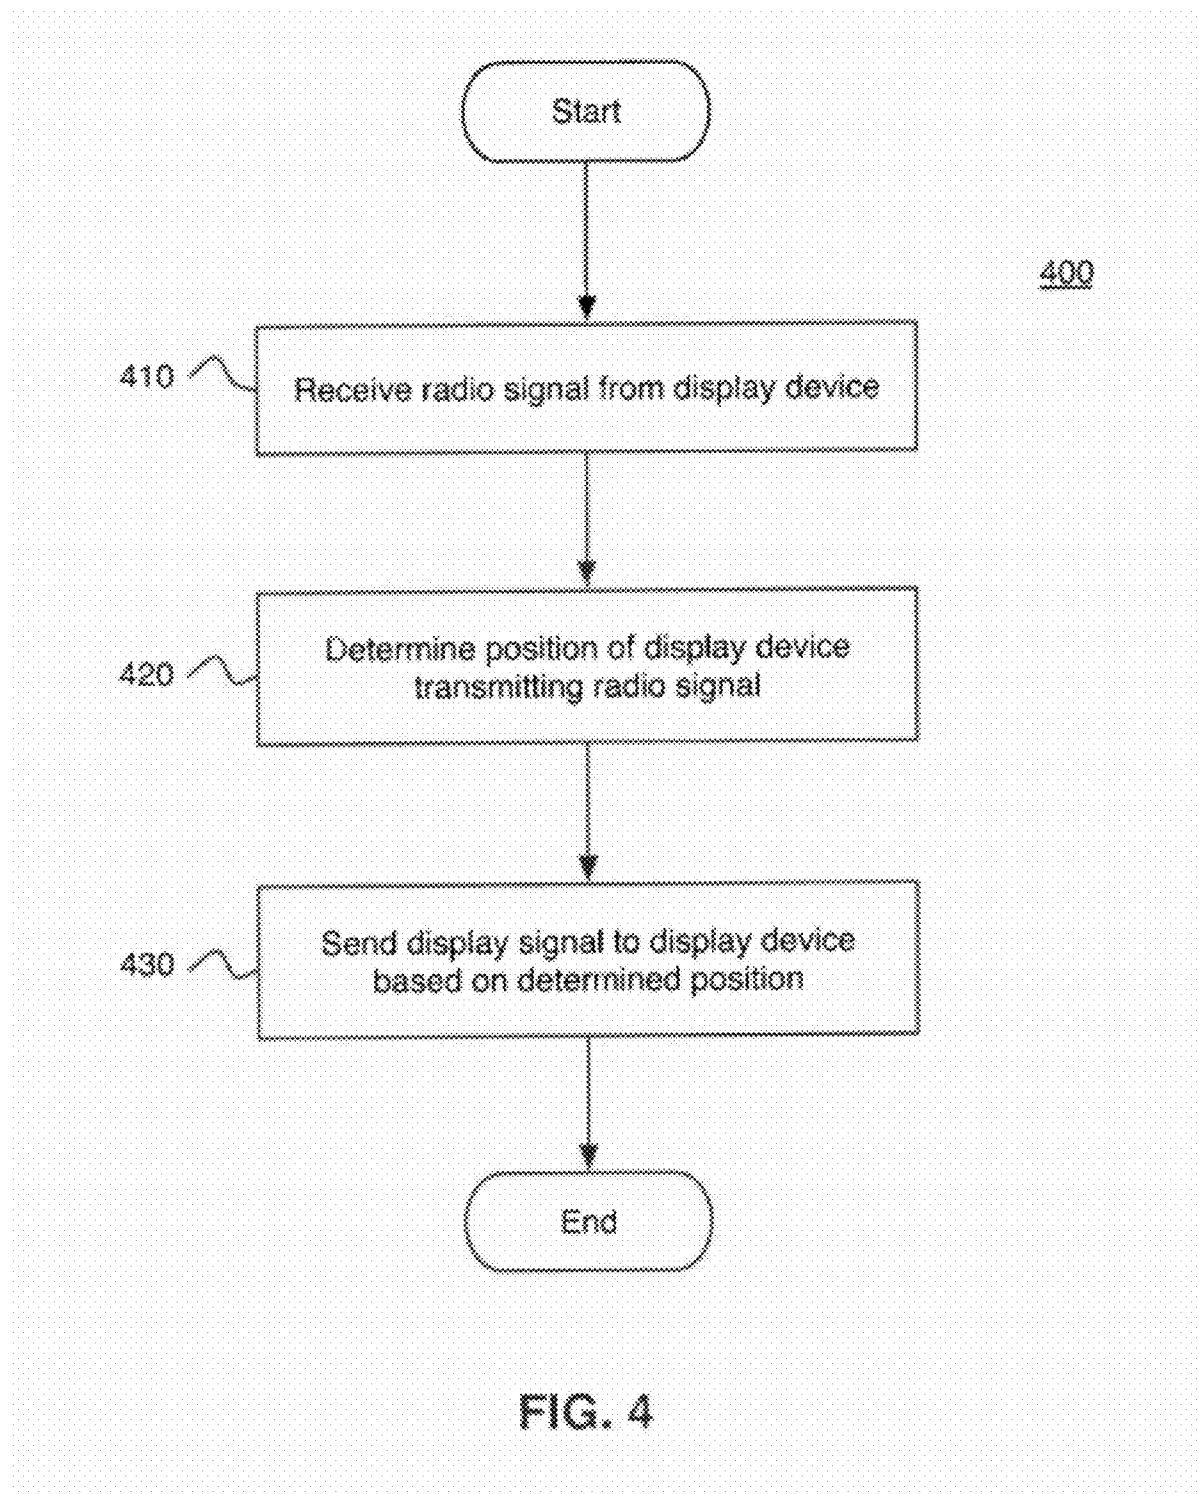 Start
400
410
Receive radio signal from display device
420
Determine position of display device
transmitting radio signal
430
Send display signal to display device
based on determined position
End
FIG. 4